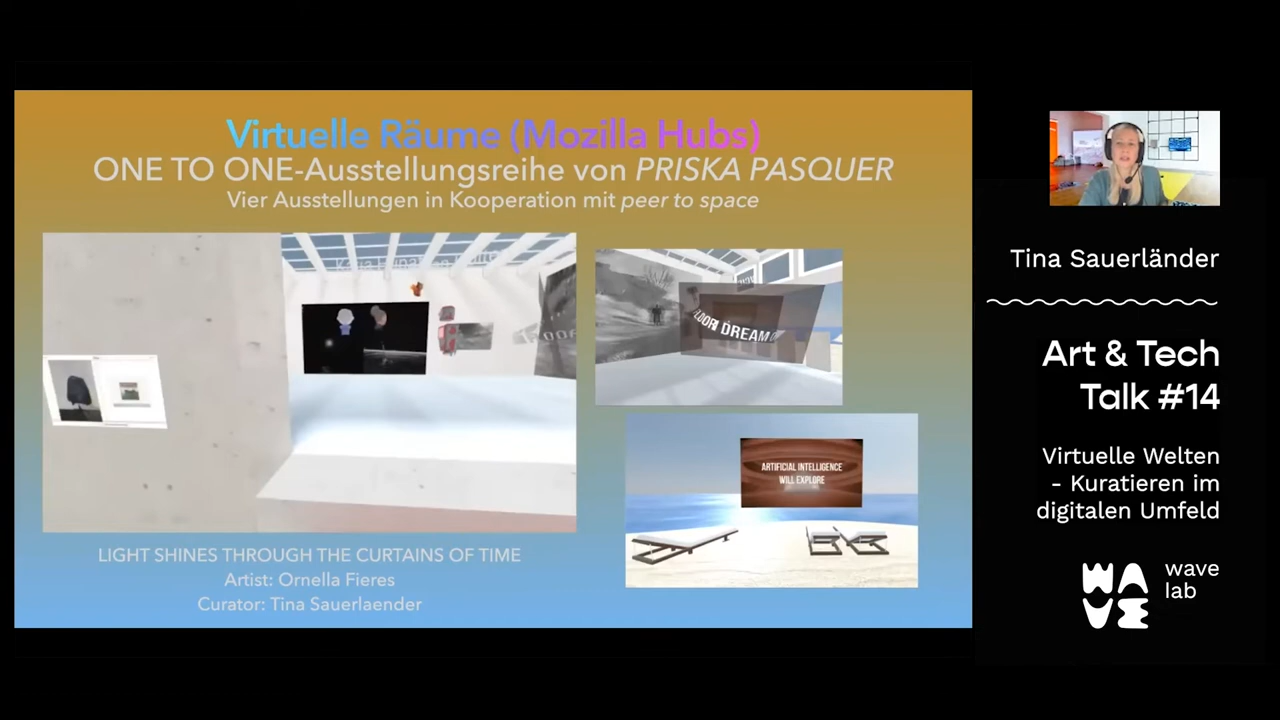 Virtuelle Räume (Mozilla Hubs)
ONE TO ONE-Ausstellungsreihe von PRISKA PASQUER
Vier Ausstellungen in Kooperation mit peer to space
DREAM
ARTIFICIAL INTELLIGENCE
WILL EXPLORE
LIGHT SHINES THROUGH THE CURTAINS OF TIME
Artist: Ornella Fieres
Curator: Tina Sauerlaender
Tina Sauerländer
Art & Tech
Talk #14
Virtuelle Welten
- Kuratieren im
digitalen Umfeld
WAVE
wave
lab